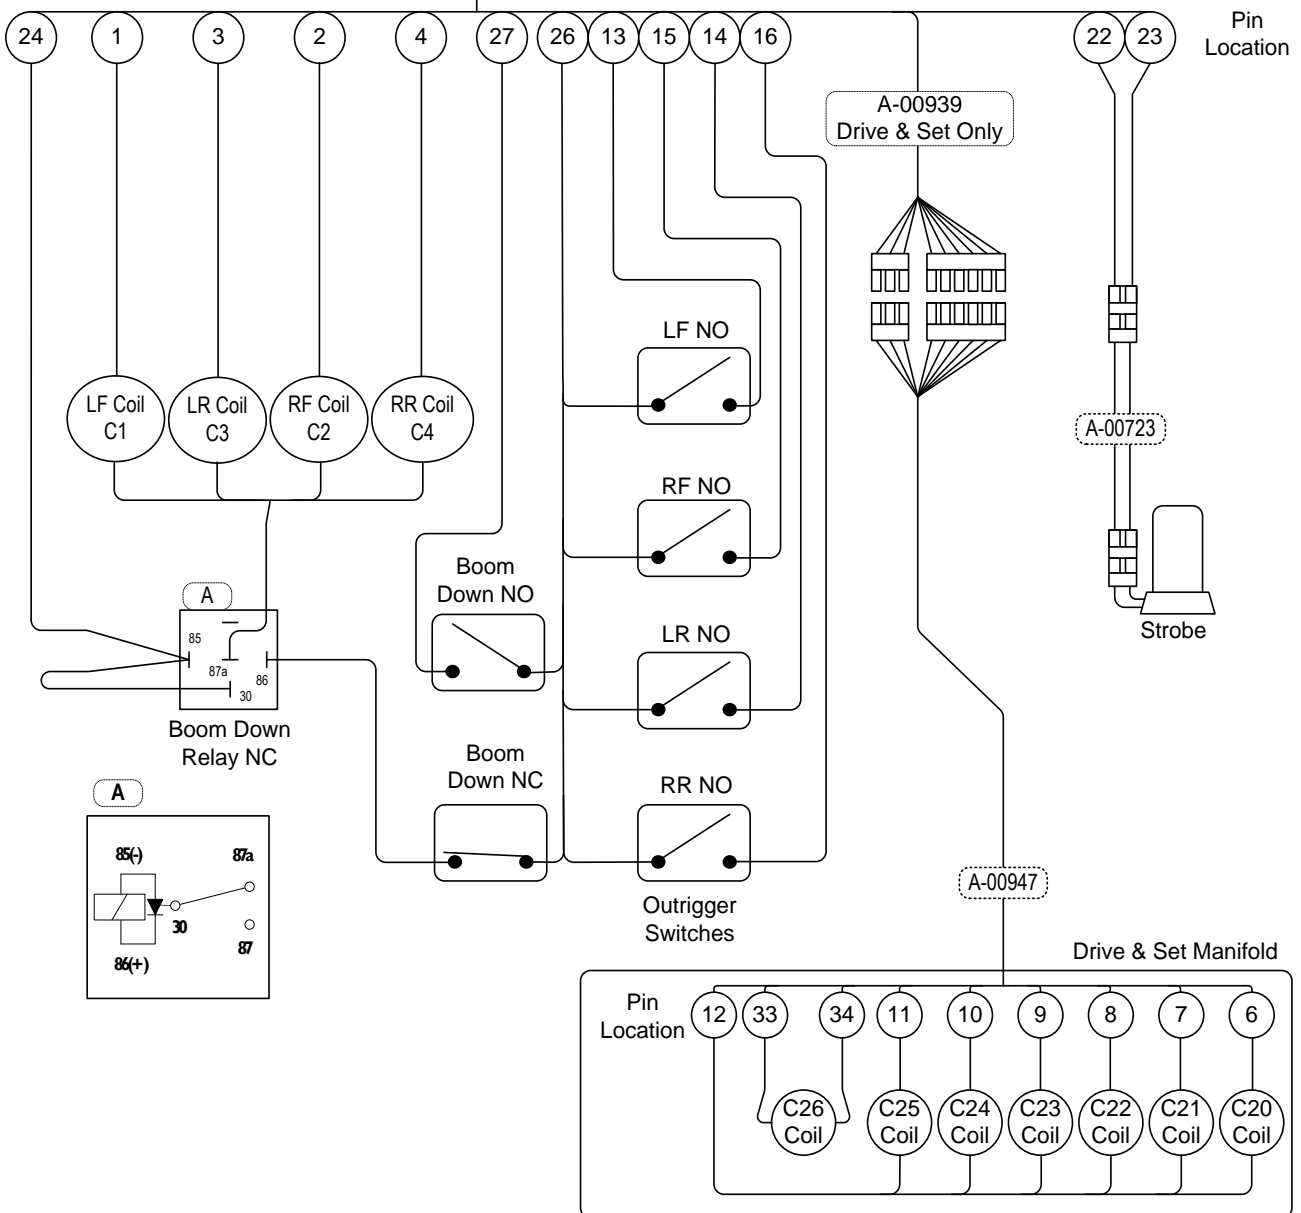 24
1
3
2
4
27
26
13
15
14
16
22
23
Pin
Location
A-00939
Drive & Set Only
LF NO
LF Coil
C1
LR Coil
C3
RF Coil
C2
RR Coil
C4
A-00723
RF NO
Boom
Down NO
A
85
87a
86
30
LR NO
Strobe
Boom Down
Relay NC
Boom
Down NC
RR NO
A
85(-)
87a
30
87
86(+)
A-00947
Outrigger
Switches
Drive & Set Manifold
Pin
Location
12
33
34
11
10
9
8
7
6
C26
Coil
C25
Coil
C24
Coil
C23
Coil
C22
Coil
C21
Coil
C20
Coil